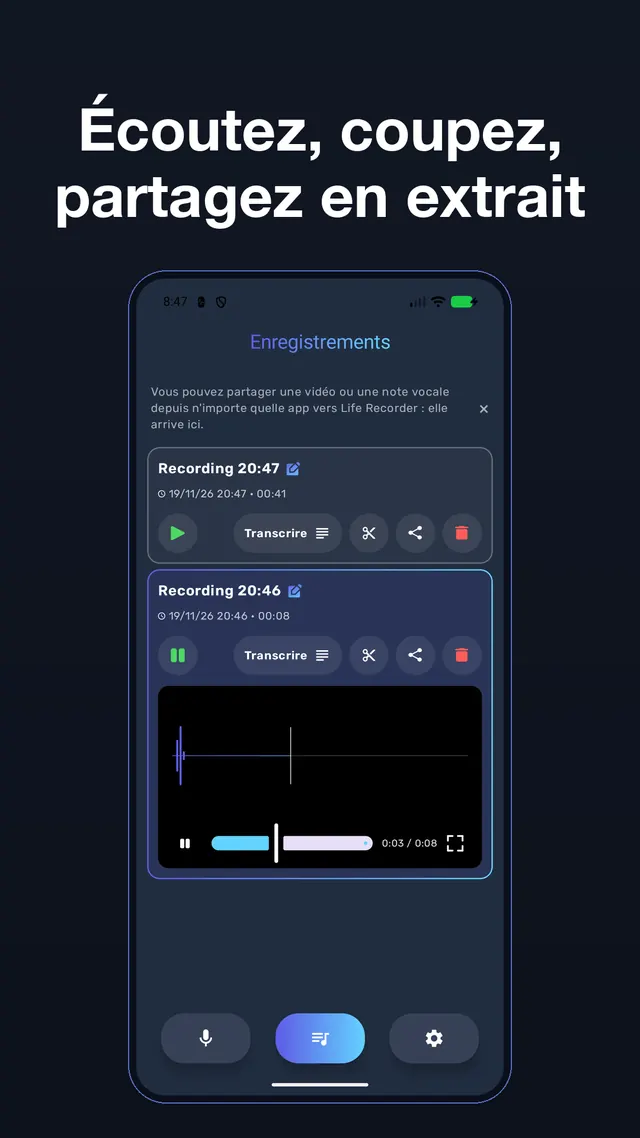 Écoutez, coupez,
partagez en extrait
8:47
Enregistrements
Vous pouvez partager une vidéo ou une note vocale
depuis n'importe quelle app vers Life Recorder : elle
arrive ici.
Recording 20:47
19/11/26 20:47 • 00:41
Transcrire
Recording 20:46
19/11/26 20:46 • 00:08
Transcrire
0:03 / 0:08